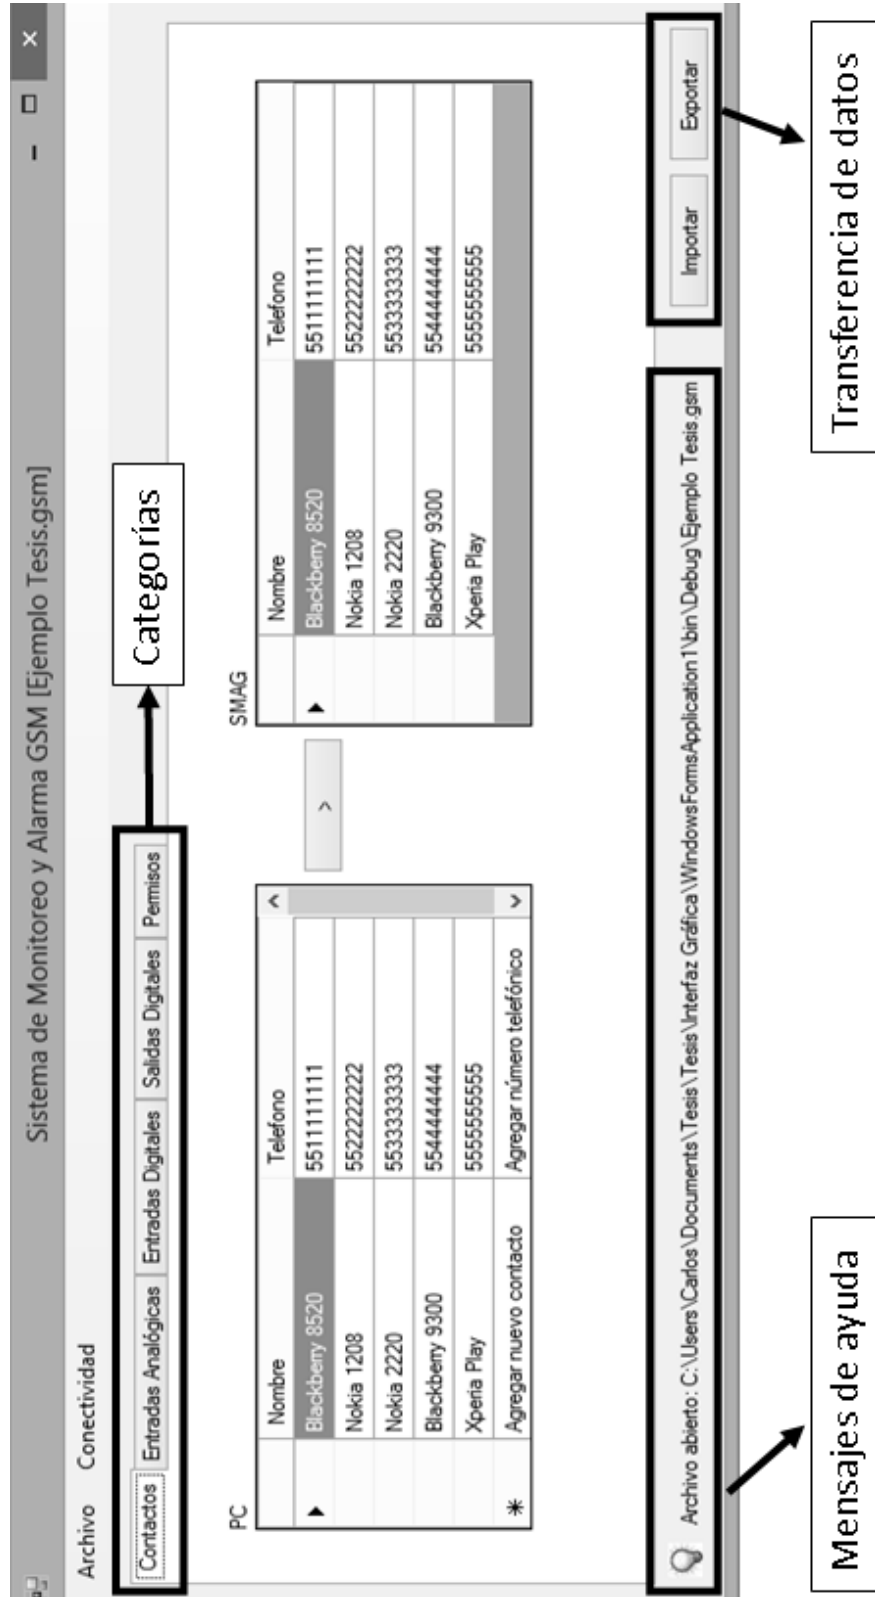 Sistema de Monitoreo y Alarma GSM [Ejemplo Tesis.gsm]
Archivo Conectividad
Contactos Entradas Analógicas Entradas Digitales Salidas Digitales Permisos
Categorías
PC
Nombre Telefono
Blackberry 8520 5511111111
Nokia 1208 5522222222
Nokia 2220 5533333333
Blackberry 9300 5544444444
Xperia Play 5555555555
Agregar nuevo contacto Agregar número telefónico
>
SMAG
Nombre Telefono
Blackberry 8520 5511111111
Nokia 1208 5522222222
Nokia 2220 5533333333
Blackberry 9300 5544444444
Xperia Play 5555555555
Archivo abierto: C:\Users\Carlos\Documents\Tesis\Tesis\Interfaz Gráfica\WindowsFormsApplication1\bin\Debug\Ejemplo Tesis.gsm
Importar Exportar
Mensajes de ayuda
Transferencia de datos